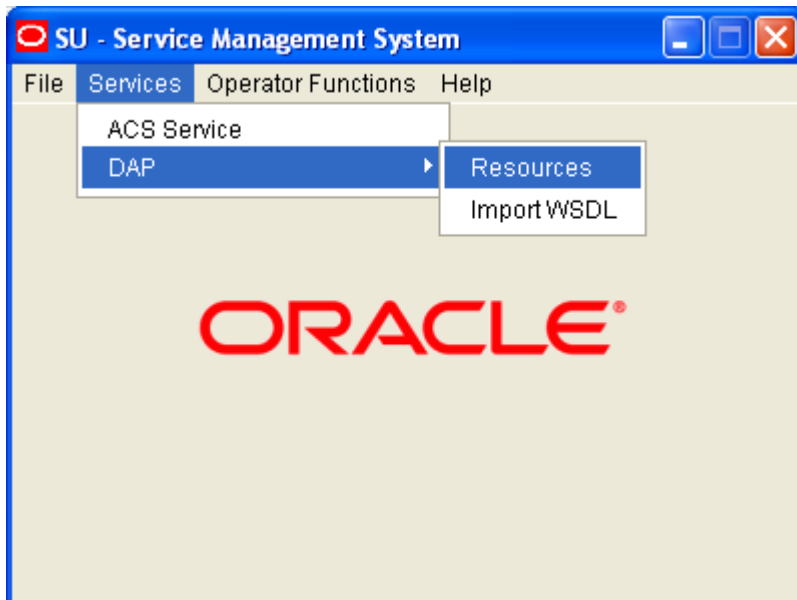 SU - Service Management System
File Services Operator Functions Help
ACS Service
DAP
Resources
Import WSDL
ORACLE®